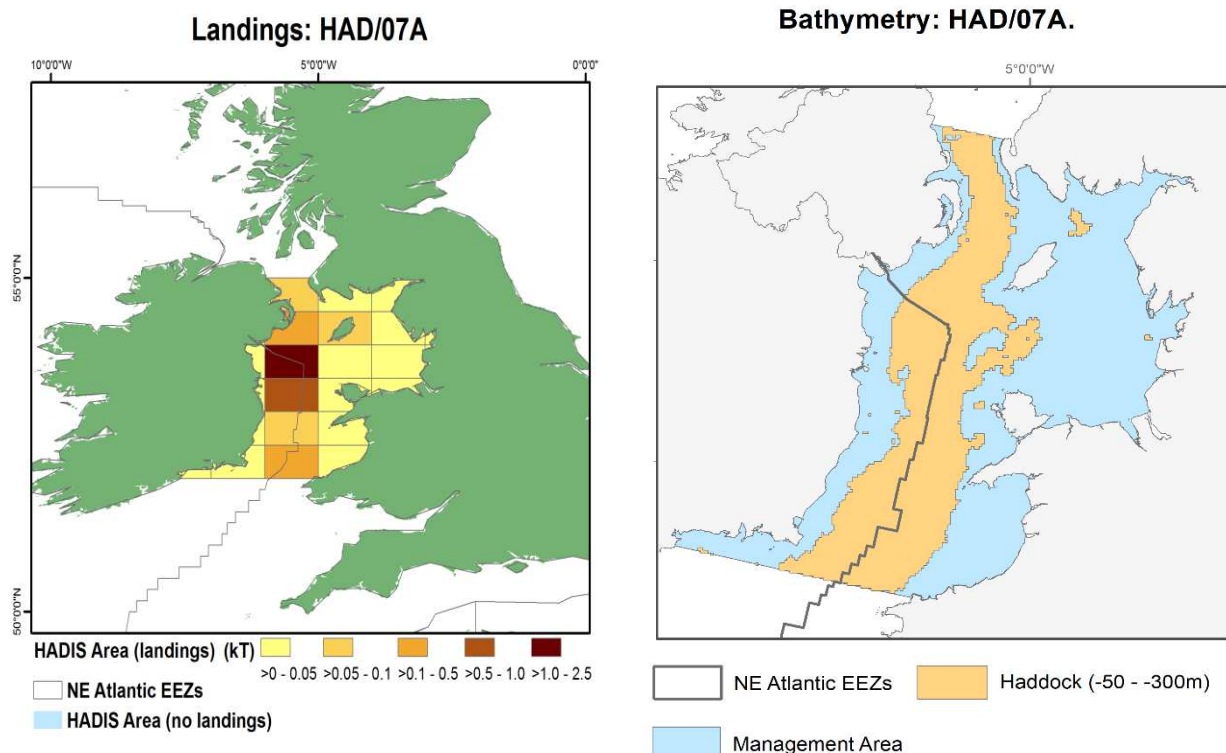 Landings: HAD/07A
10°0'0"W 5°0'0"W 0°0'0"
55°0'0"N
50°0'0"N
HADIS Area (landings) (kT)
>0 - 0.05 >0.05 - 0.1 >0.1 - 0.5 >0.5 - 1.0 >1.0 - 2.5
NE Atlantic EEZs
HADIS Area (no landings)
Bathymetry: HAD/07A.
5°0'0"W
NE Atlantic EEZs
Haddock (-50 - -300m)
Management Area